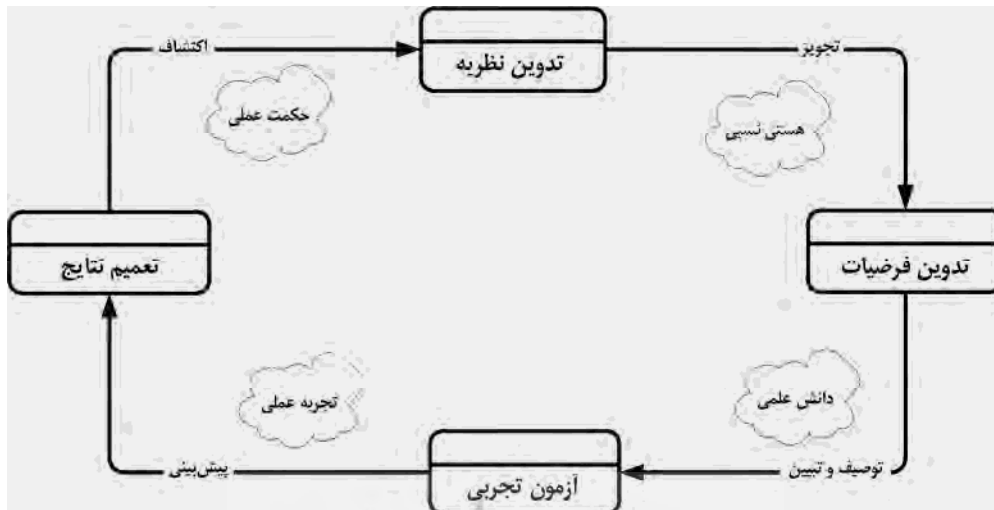 اکتشاف
تدوین نظریه
تجویز
حکمت عملی
هستی نسبی
تعمیم نتایج
تدوین فرضیات
تجربه عملی
دانش علمی
پیش‌بینی
آزمون تجربی
توصیف و تبیین